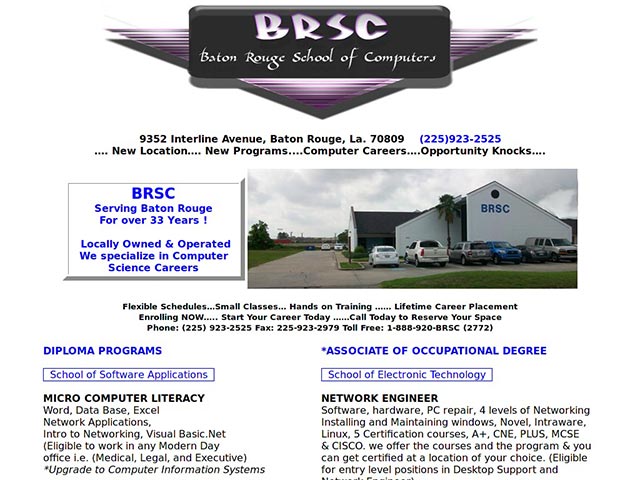 BRSC
Baton Rouge School of Computers
9352 Interline Avenue, Baton Rouge, La. 70809 (225)923-2525
.... New Location.... New Programs....Computer Careers....Opportunity Knocks....
BRSC
Serving Baton Rouge
For over 33 Years !
Locally Owned & Operated
We specialize in Computer
Science Careers
BRSC
Flexible Schedules...Small Classes... Hands on Training ...... Lifetime Career Placement
Enrolling NOW..... Start Your Career Today ......Call Today to Reserve Your Space
Phone: (225) 923-2525 Fax: 225-923-2979 Toll Free: 1-888-920-BRSC (2772)
DIPLOMA PROGRAMS
School of Software Applications
MICRO COMPUTER LITERACY
Word, Data Base, Excel
Network Applications,
Intro to Networking, Visual Basic.Net
(Eligible to work in any Modern Day
office i.e. (Medical, Legal, and Executive)
*Upgrade to Computer Information Systems
*ASSOCIATE OF OCCUPATIONAL DEGREE
School of Electronic Technology
NETWORK ENGINEER
Software, hardware, PC repair, 4 levels of Networking
Installing and Maintaining windows, Novel, Intraware,
Linux, 5 Certification courses, A+, CNE, PLUS, MCSE
& CISCO. we offer the courses and the program & you
can get certified at a location of your choice. (Eligible
for entry level positions in Desktop Support and
Network Engineer)